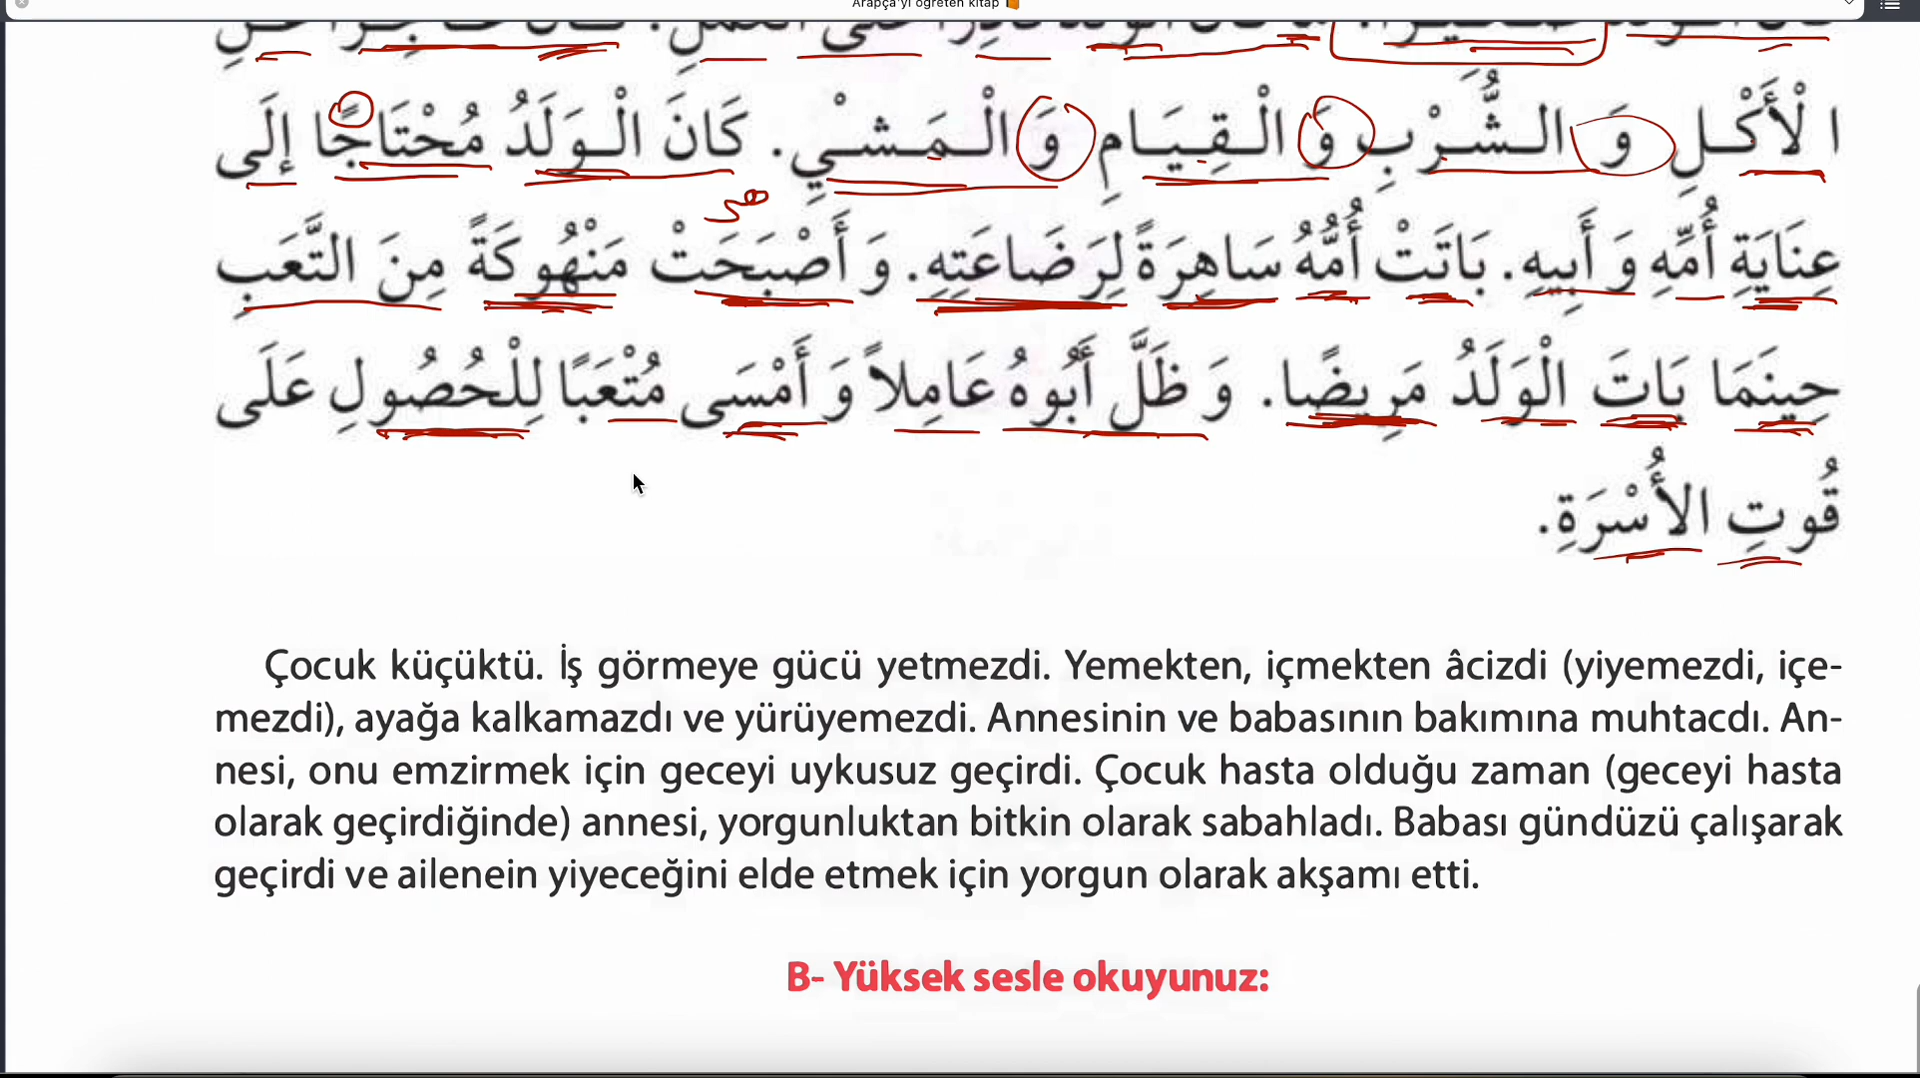 Arapça'yı öğreten kitap
ا لْأَكْلِ وَ الشُّرْبِ وَ الْقِيَامِ وَ الْمَشْيِ. كَانَ الْوَلَدُ مُحْتَاجًا إِلَى
عِنَايَةِ أُمِّهِ وَ أَبِيهِ. بَاتَتْ أُمُّهُ سَاهِرَةً لِرَضَاعَتِهِ. وَ أَصْبَحَتْ مَنْهُوكَةً مِنَ التَّعَبِ
حِينَمَا بَاتَ الْوَلَدُ مَرِيضًا. وَ ظَلَّ أَبُوهُ عَامِلاً وَ أَمْسَى مُتْعَبًا لِلْحُصُولِ عَلَى
قُوتِ الأُسْرَةِ.
Çocuk küçüktü. İş görmeye gücü yetmezdi. Yemekten, içmekten âcizdi (yiyemezdi, içe-
mezdi), ayağa kalkamazdı ve yürüyemezdi. Annesinin ve babasının bakımına muhtacdı. An-
nesi, onu emzirmek için geceyi uykusuz geçirdi. Çocuk hasta olduğu zaman (geceyi hasta
olarak geçirdiğinde) annesi, yorgunluktan bitkin olarak sabahladı. Babası gündüzü çalışarak
geçirdi ve ailenein yiyeceğini elde etmek için yorgun olarak akşamı etti.
B- Yüksek sesle okuyunuz: